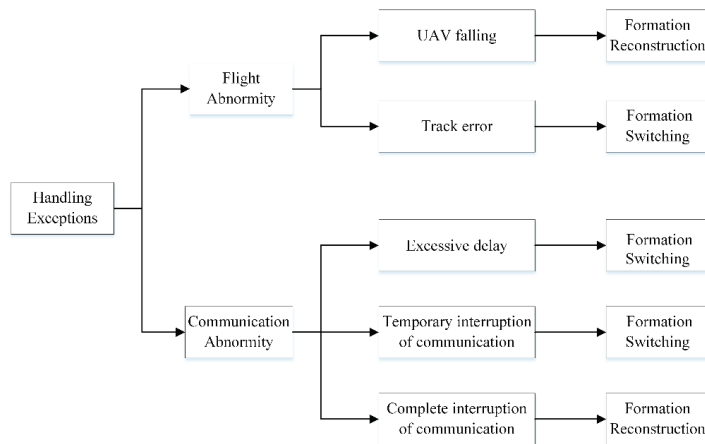 UAV falling
Formation
Reconstruction
Flight
Abnormity
Track error
Formation
Switching
Handling
Exceptions
Excessive delay
Formation
Switching
Communication
Abnormity
Temporary interruption
of communication
Formation
Switching
Complete interruption
of communication
Formation
Reconstruction